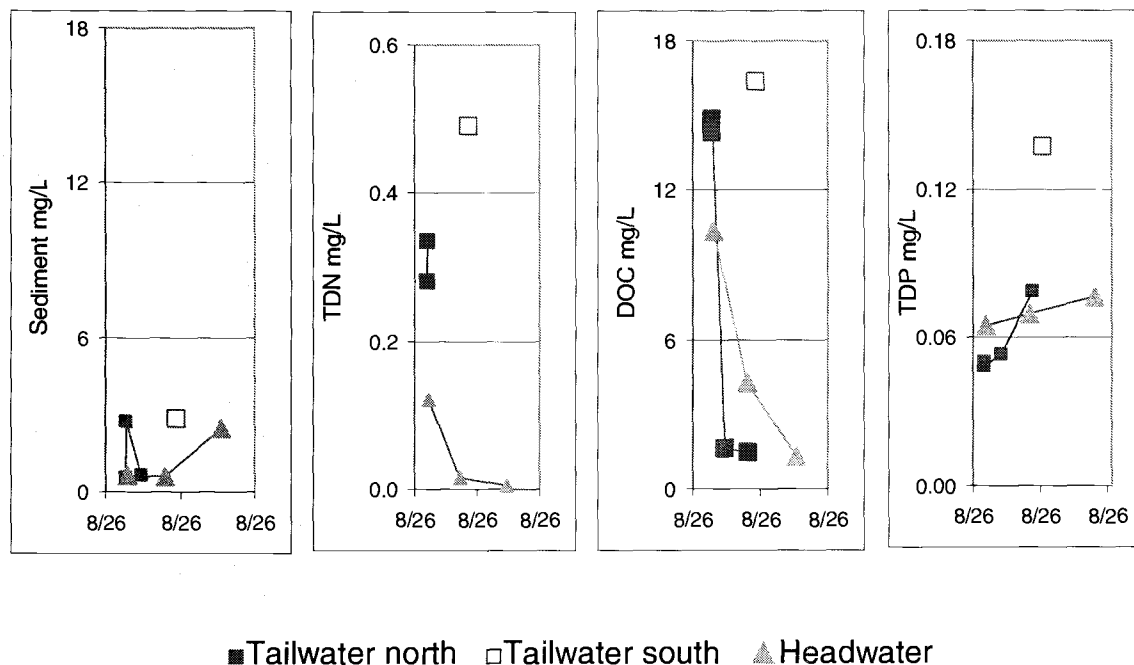 Sediment mg/L
18
12
6
0
8/26 8/26 8/26
TDN mg/L
0.6
0.4
0.2
0.0
8/26 8/26 8/26
DOC mg/L
18
12
6
0
8/26 8/26 8/26
TDP mg/L
0.18
0.12
0.06
0.00
8/26 8/26 8/26
Tailwater north Tailwater south Headwater